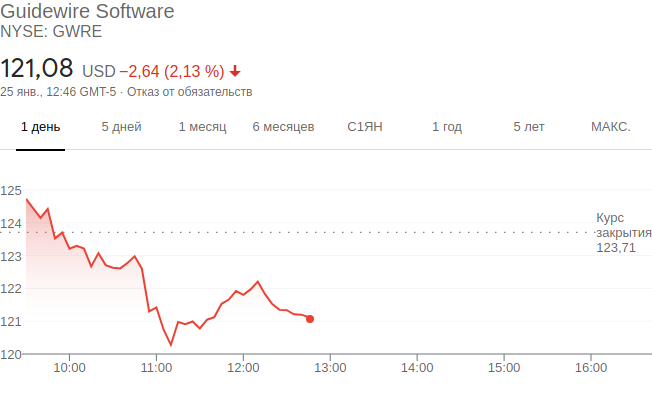 Guidewire Software
NYSE: GWRE
121,08 USD −2,64 (2,13 %)
25 янв., 12:46 GMT-5 · Отказ от обязательств
1 день 5 дней 1 месяц 6 месяцев С1ЯН 1 год 5 лет МАКС.
125
124
Курс
закрытия
123,71
123
122
121
120
10:00 11:00 12:00 13:00 14:00 15:00 16:00